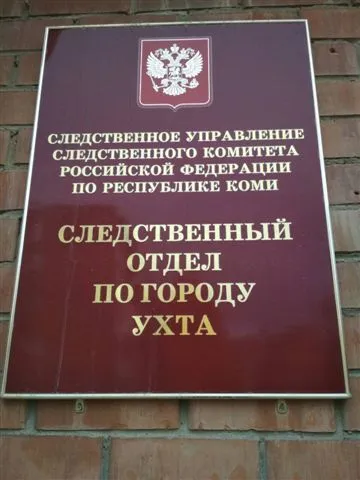 СЛЕДСТВЕННОЕ УПРАВЛЕНИЕ
СЛЕДСТВЕННОГО КОМИТЕТА
РОССИЙСКОЙ ФЕДЕРАЦИИ
ПО РЕСПУБЛИКЕ КОМИ
СЛЕДСТВЕННЫЙ
ОТДЕЛ
ПО ГОРОДУ
УХТА